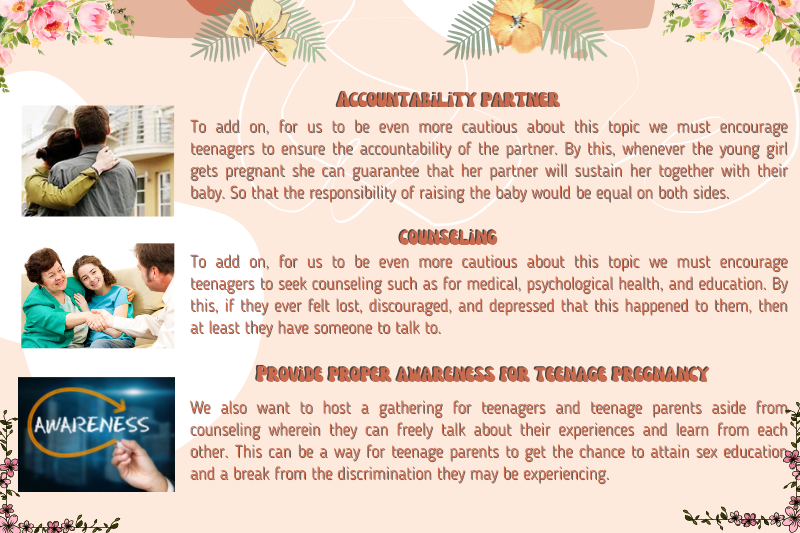 ACCOUNTABILITY PARTNER
To add on, for us to be even more cautious about this topic we must encourage
teenagers to ensure the accountability of the partner. By this, whenever the young girl
gets pregnant she can guarantee that her partner will sustain her together with their
baby. So that the responsibility of raising the baby would be equal on both sides.
COUNSELING
To add on, for us to be even more cautious about this topic we must encourage
teenagers to seek counseling such as for medical, psychological health, and education. By
this, if they ever felt lost, discouraged, and depressed that this happened to them, then
at least they have someone to talk to.
PROVIDE PROPER AWARENESS FOR TEENAGE PREGNANCY
AWARENESS
We also want to host a gathering for teenagers and teenage parents aside from
counseling wherein they can freely talk about their experiences and learn from each
other. This can be a way for teenage parents to get the chance to attain sex education
and a break from the discrimination they may be experiencing.